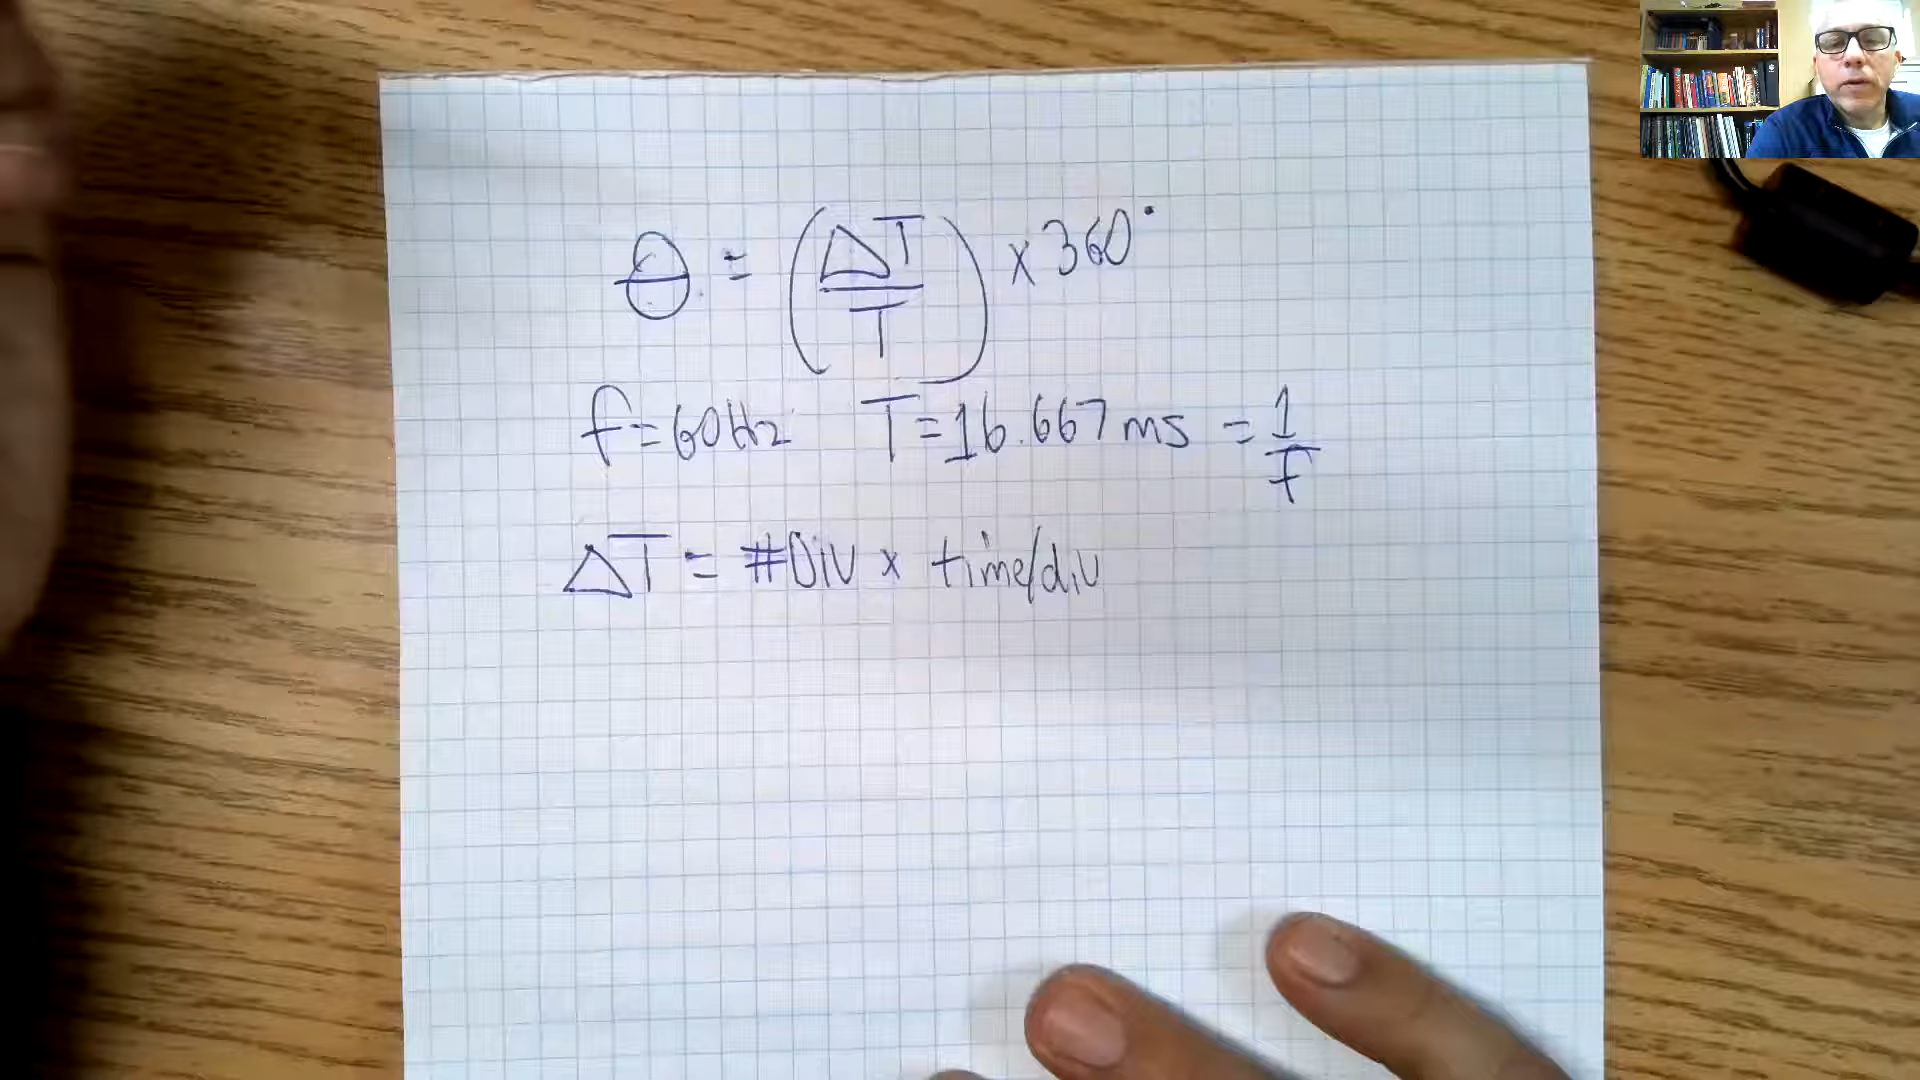 θ = (ΔT/T) x 360°
f = 60Hz T = 16.667 ms = 1/f
ΔT = #Div x time/div